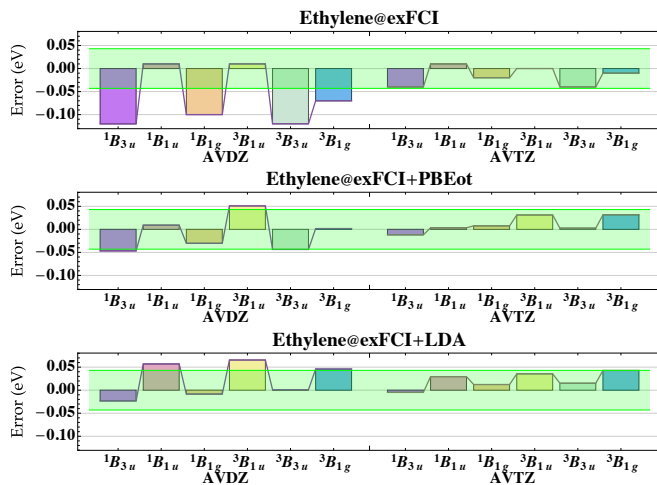 Ethylene@exFCI
Error (eV)
0.05
0.00
−0.05
−0.10
¹B₃ᵤ ¹B₁ᵤ ¹B₁g ³B₁ᵤ ³B₃ᵤ ³B₁g ¹B₃ᵤ ¹B₁ᵤ ¹B₁g ³B₁ᵤ ³B₃ᵤ ³B₁g
AVDZ AVTZ
Ethylene@exFCI+PBEot
Error (eV)
0.05
0.00
−0.05
−0.10
¹B₃ᵤ ¹B₁ᵤ ¹B₁g ³B₁ᵤ ³B₃ᵤ ³B₁g ¹B₃ᵤ ¹B₁ᵤ ¹B₁g ³B₁ᵤ ³B₃ᵤ ³B₁g
AVDZ AVTZ
Ethylene@exFCI+LDA
Error (eV)
0.05
0.00
−0.05
−0.10
¹B₃ᵤ ¹B₁ᵤ ¹B₁g ³B₁ᵤ ³B₃ᵤ ³B₁g ¹B₃ᵤ ¹B₁ᵤ ¹B₁g ³B₁ᵤ ³B₃ᵤ ³B₁g
AVDZ AVTZ